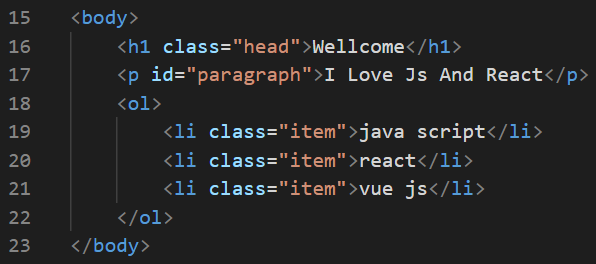 15 <body>
16 <h1 class="head">Wellcome</h1>
17 <p id="paragraph">I Love Js And React</p>
18 <ol>
19 <li class="item">java script</li>
20 <li class="item">react</li>
21 <li class="item">vue js</li>
22 </ol>
23 </body>